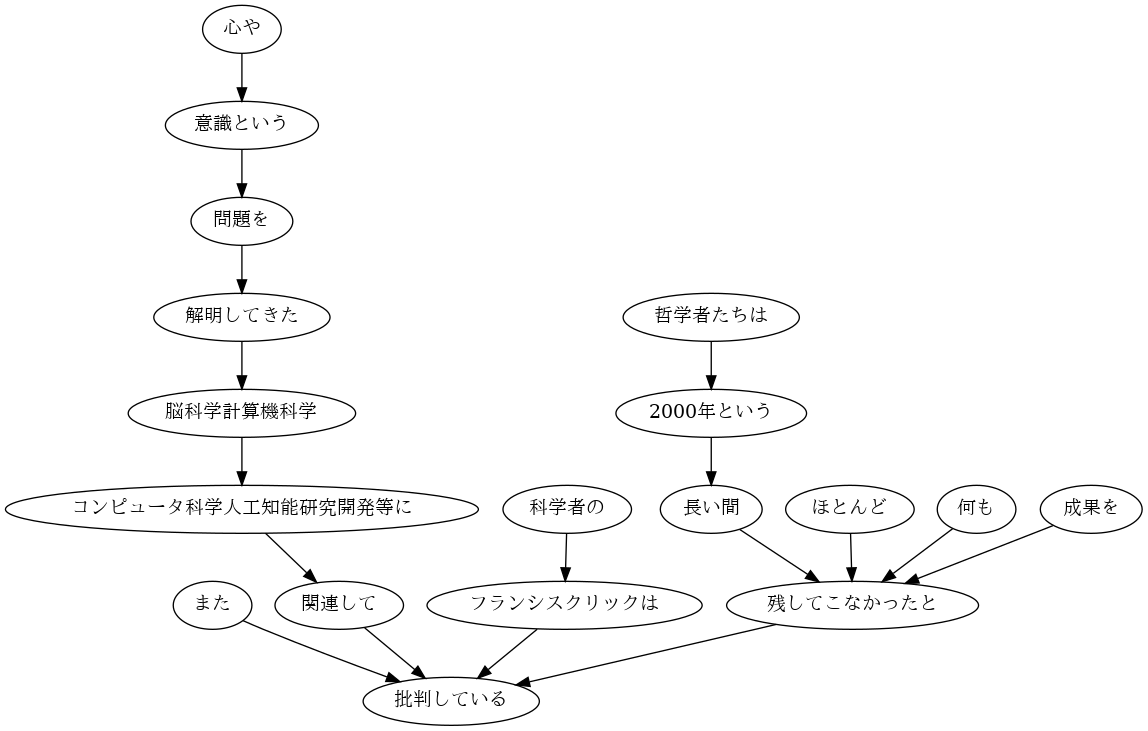 心や
意識という
問題を
解明してきた
哲学者たちは
脳科学計算機科学
2000年という
コンピュータ科学人工知能研究開発等に
科学者の
長い間
ほとんど
何も
成果を
また
関連して
フランシスクリックは
残してこなかったと
批判している